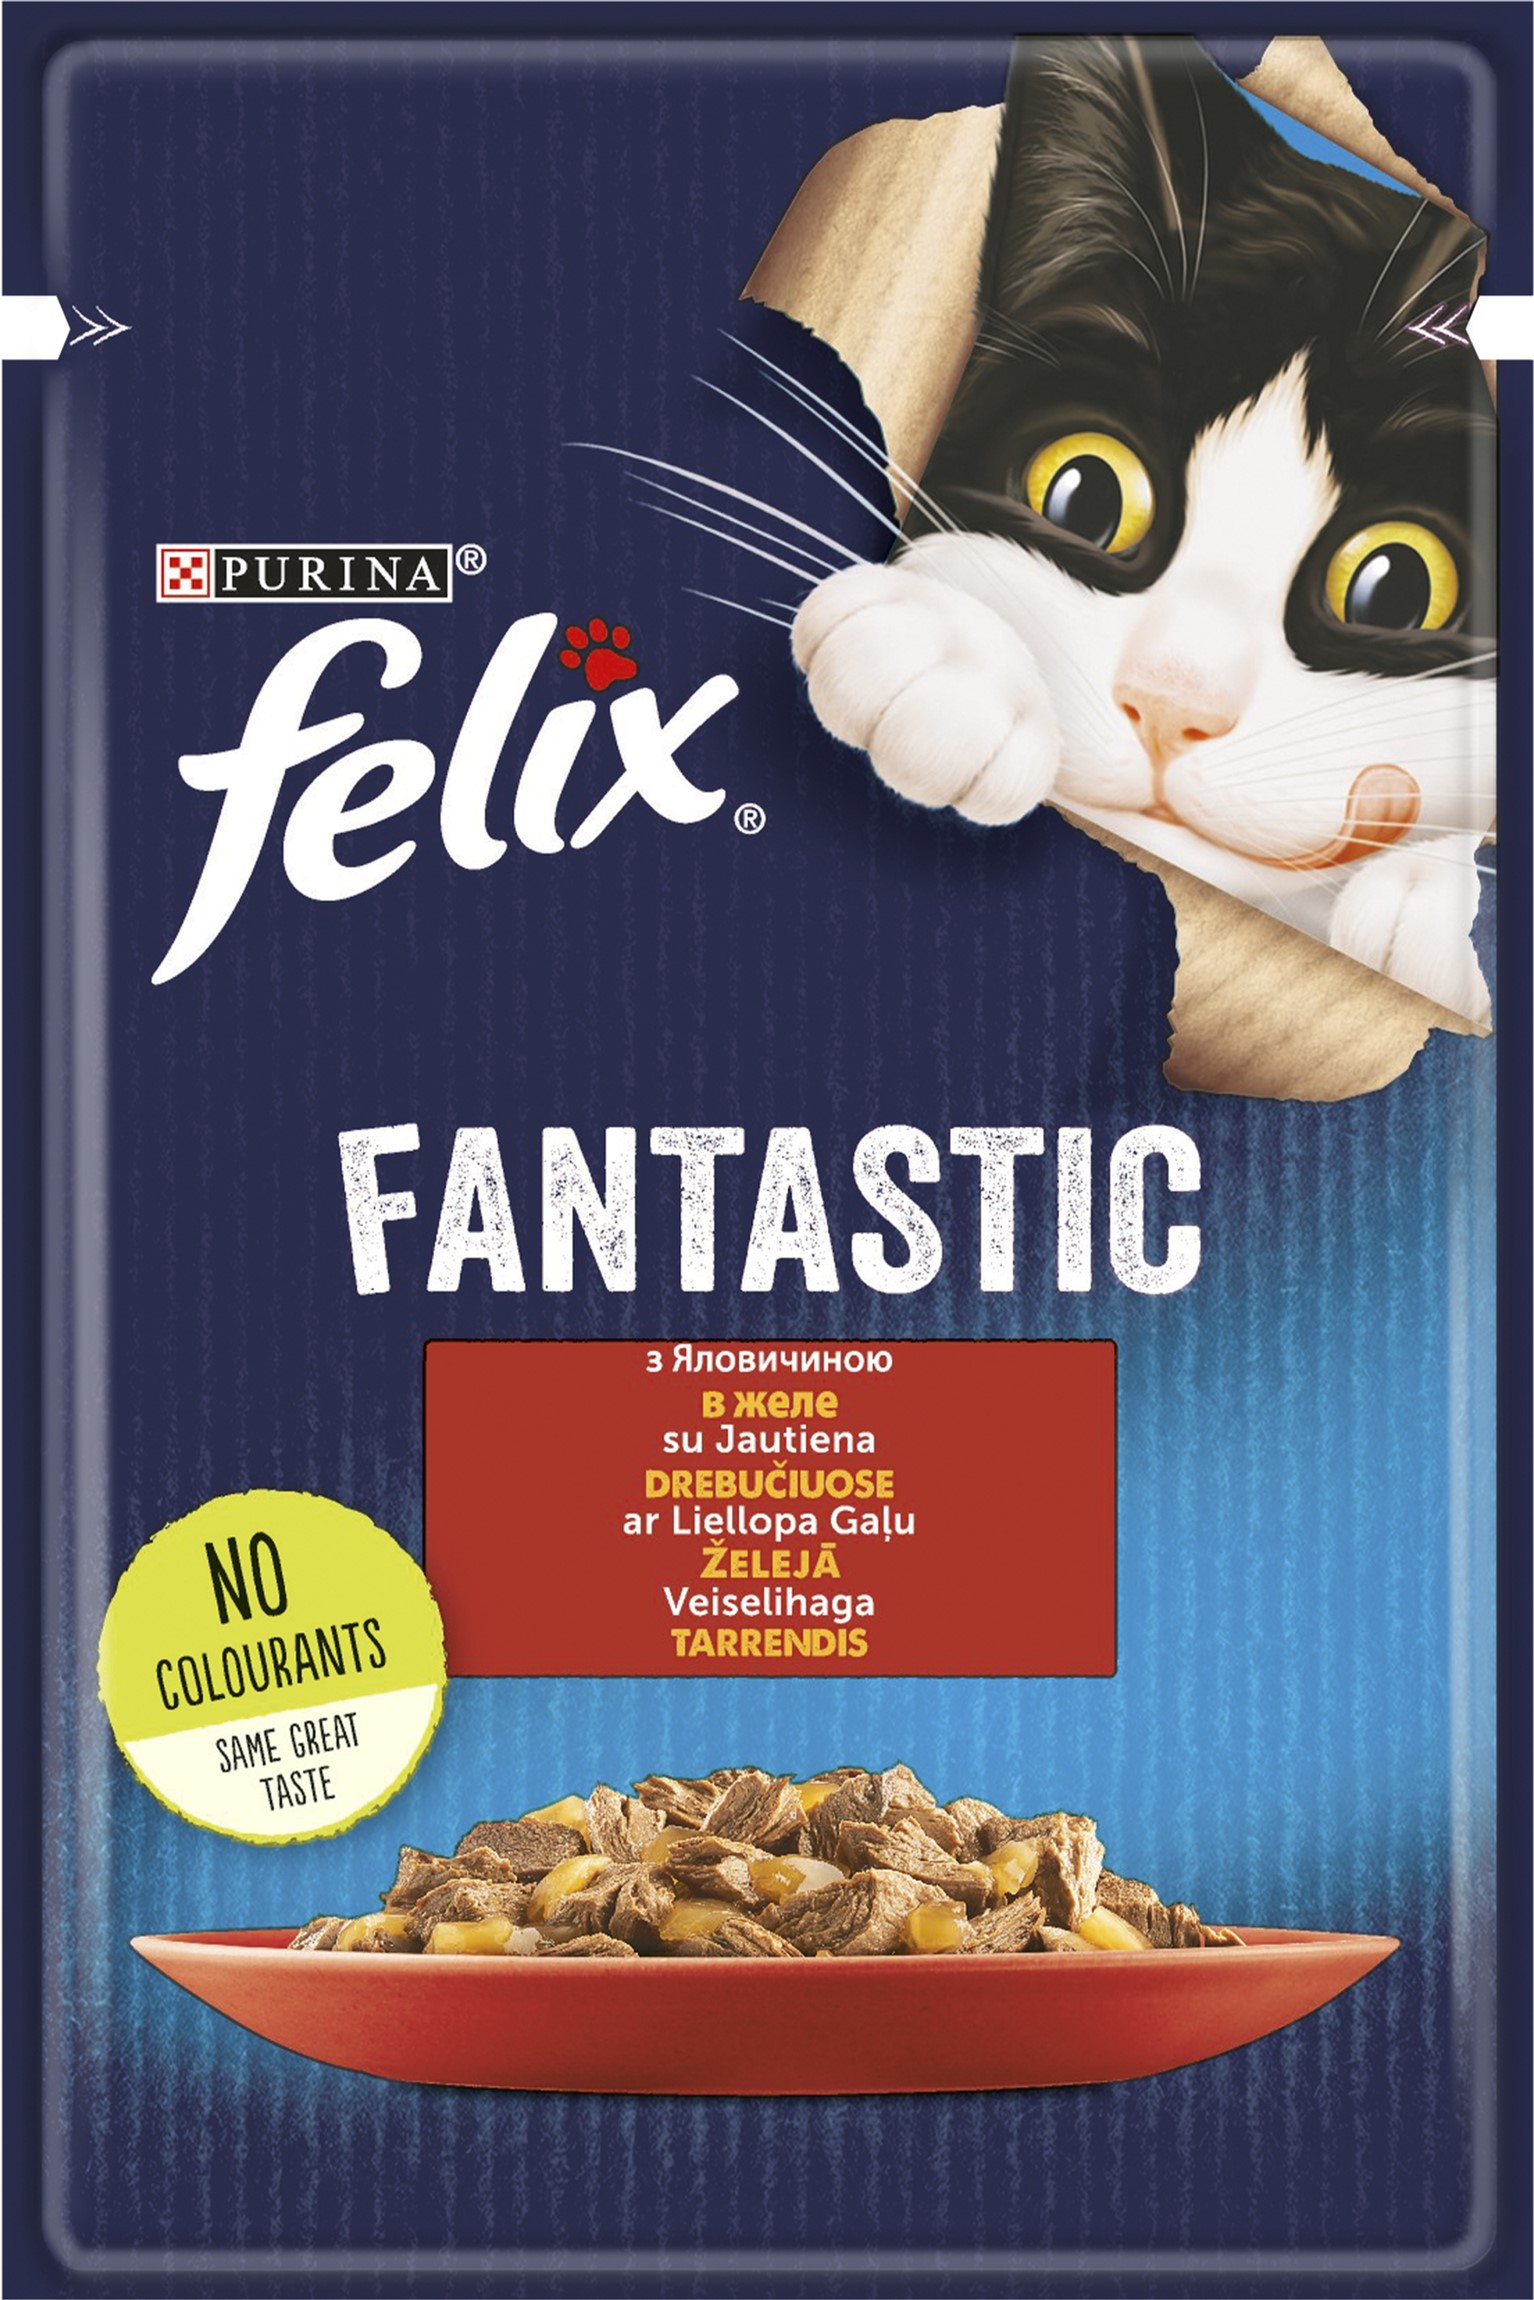 PURINA®
felix®
FANTASTIC
з Яловичиною
в желе
su Jautiena
DREBUČIUOSE
ar Liellopa Gaļu
ŽELEJĀ
Veiselihaga
TARRENDIS
NO
COLOURANTS
SAME GREAT
TASTE